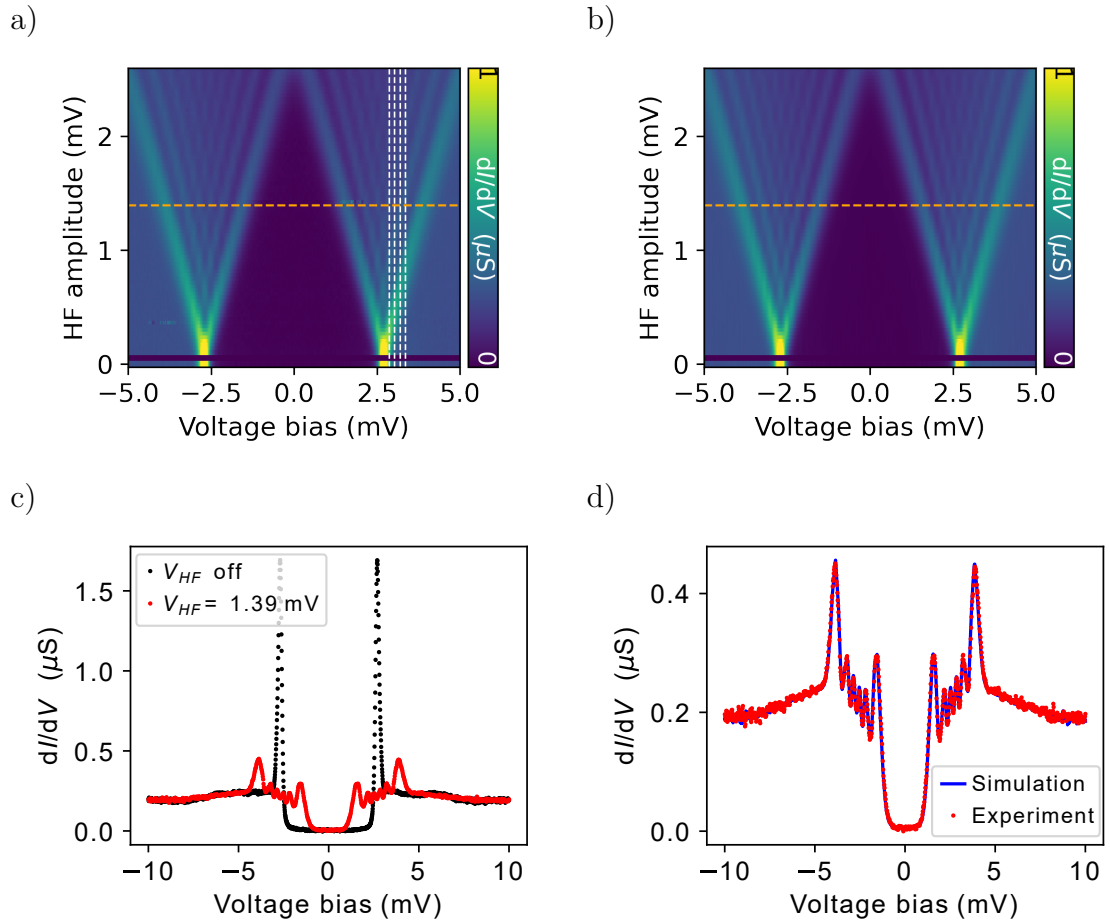 a)
HF amplitude (mV)
2
1
0
−5.0 −2.5 0.0 2.5 5.0
Voltage bias (mV)
1
dI/dV (μS)
0
b)
HF amplitude (mV)
2
1
0
−5.0 −2.5 0.0 2.5 5.0
Voltage bias (mV)
1
dI/dV (μS)
0
c)
dI/dV (μS)
1.5
1.0
0.5
0.0
V_HF off
V_HF = 1.39 mV
−10 −5 0 5 10
Voltage bias (mV)
d)
dI/dV (μS)
0.4
0.2
0.0
Simulation
Experiment
−10 −5 0 5 10
Voltage bias (mV)